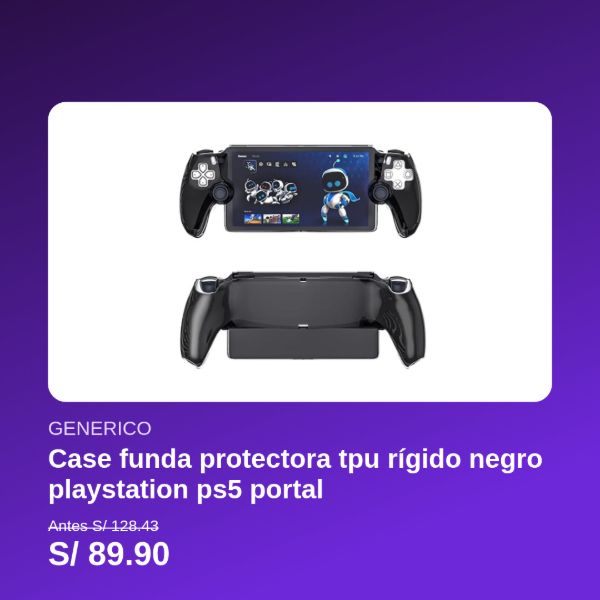 GENERICO
Case funda protectora tpu rígido negro
playstation ps5 portal
Antes S/ 128.43
S/ 89.90